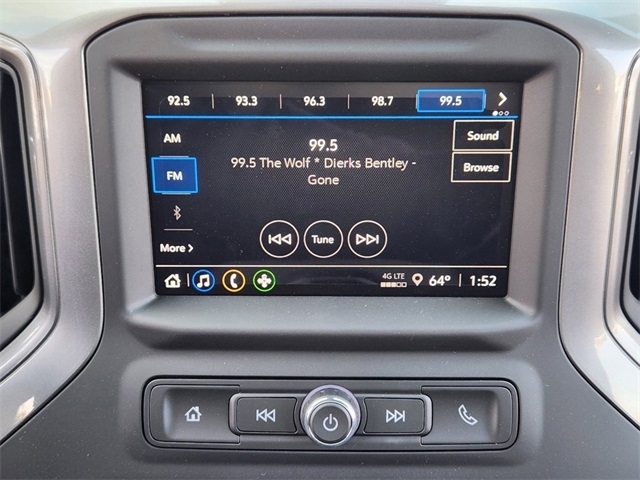 92.5 93.3 96.3 98.7 99.5
AM
99.5
Sound
99.5 The Wolf * Dierks Bentley -
Gone
FM
Browse
Tune
More
4G LTE
64° 1:52